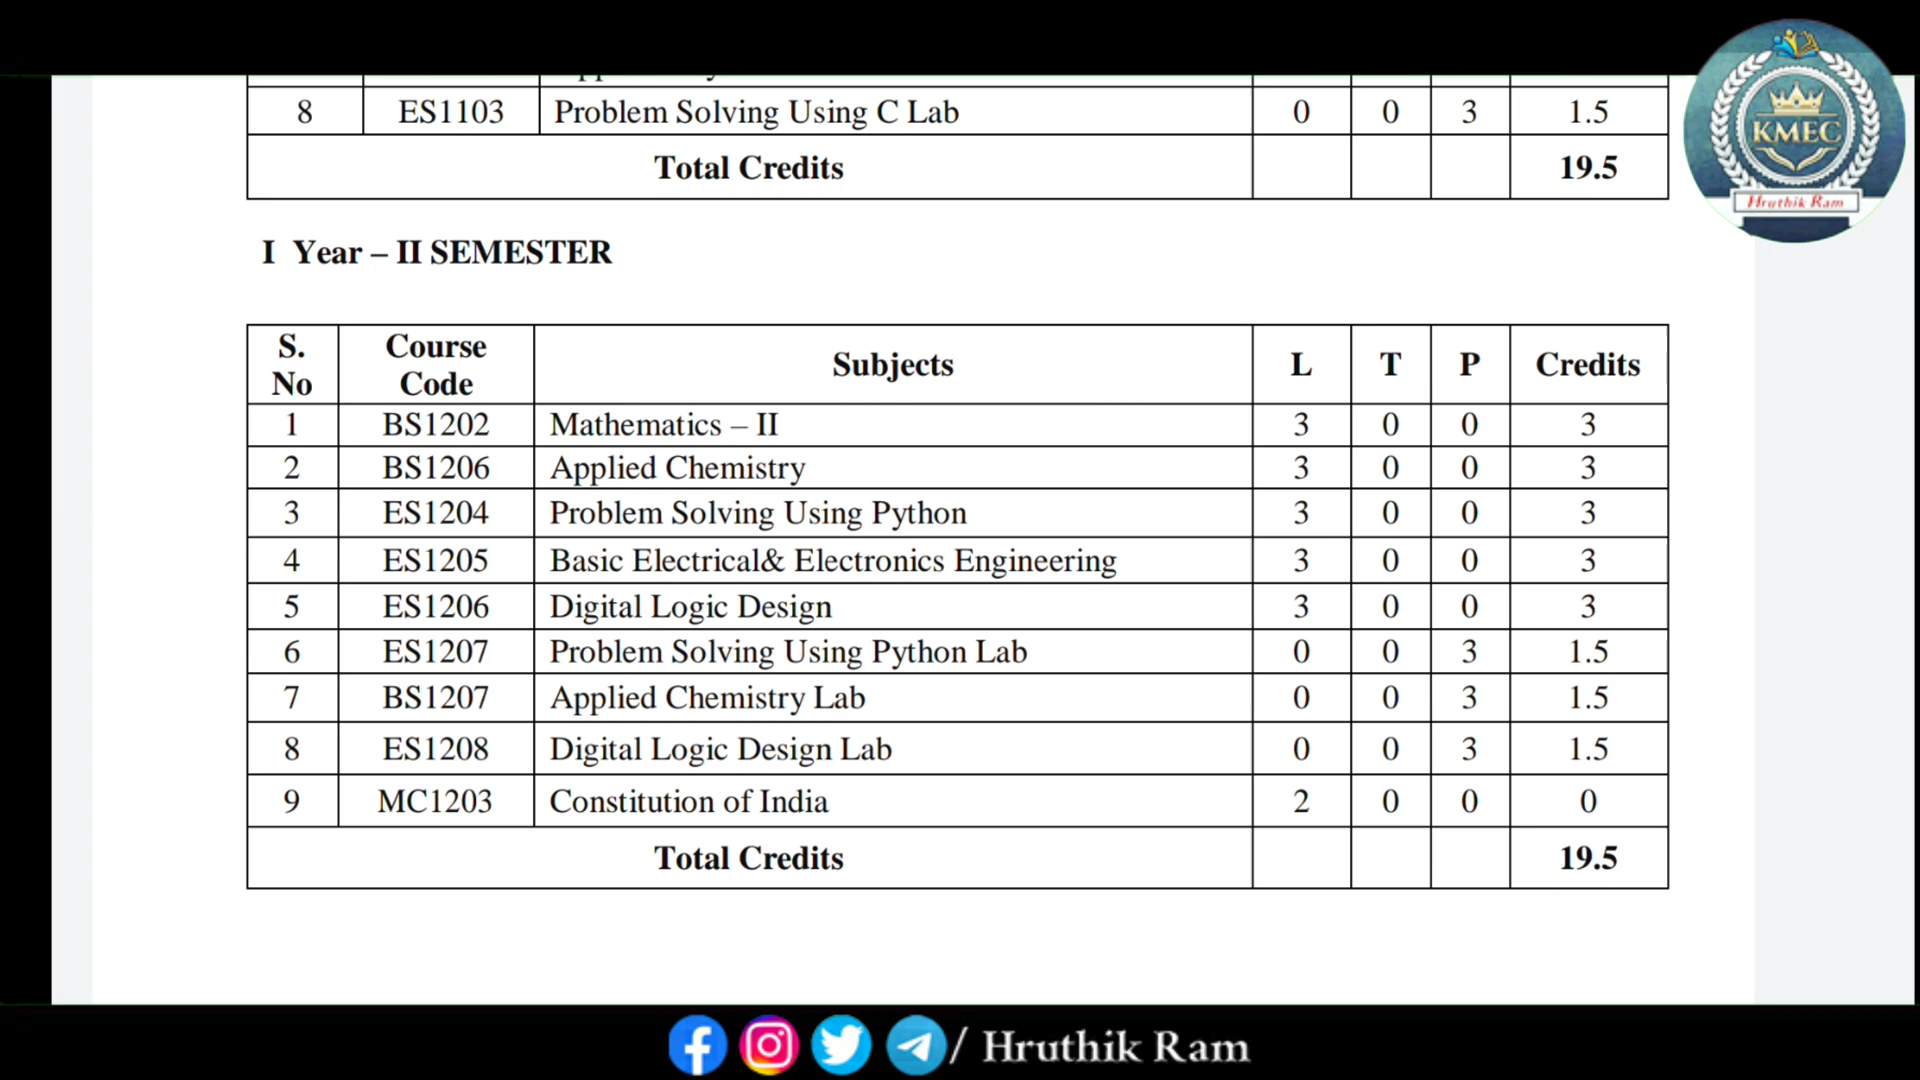 8 ES1103 Problem Solving Using C Lab 0 0 3 1.5
Total Credits 19.5
KMEC
Hruthik Ram
I Year – II SEMESTER
S. No Course Code Subjects L T P Credits
1 BS1202 Mathematics – II 3 0 0 3
2 BS1206 Applied Chemistry 3 0 0 3
3 ES1204 Problem Solving Using Python 3 0 0 3
4 ES1205 Basic Electrical& Electronics Engineering 3 0 0 3
5 ES1206 Digital Logic Design 3 0 0 3
6 ES1207 Problem Solving Using Python Lab 0 0 3 1.5
7 BS1207 Applied Chemistry Lab 0 0 3 1.5
8 ES1208 Digital Logic Design Lab 0 0 3 1.5
9 MC1203 Constitution of India 2 0 0 0
Total Credits 19.5
/ Hruthik Ram